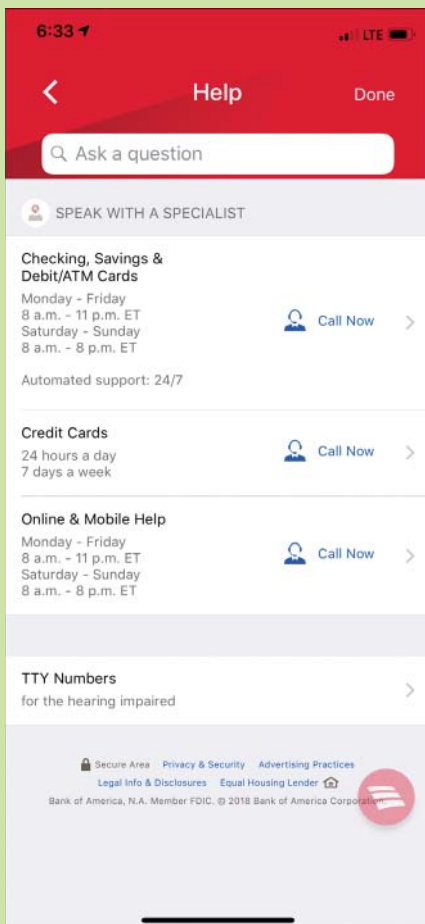 6:33
LTE
Help
Done
Ask a question
SPEAK WITH A SPECIALIST
Checking, Savings &
Debit/ATM Cards
Monday - Friday
8 a.m. - 11 p.m. ET
Saturday - Sunday
8 a.m. - 8 p.m. ET
Call Now
Automated support: 24/7
Credit Cards
24 hours a day
7 days a week
Call Now
Online & Mobile Help
Monday - Friday
8 a.m. - 11 p.m. ET
Saturday - Sunday
8 a.m. - 8 p.m. ET
Call Now
TTY Numbers
for the hearing impaired
Secure Area Privacy & Security Advertising Practices
Legal Info & Disclosures Equal Housing Lender
Bank of America, N.A. Member FDIC. © 2018 Bank of America Corporation.